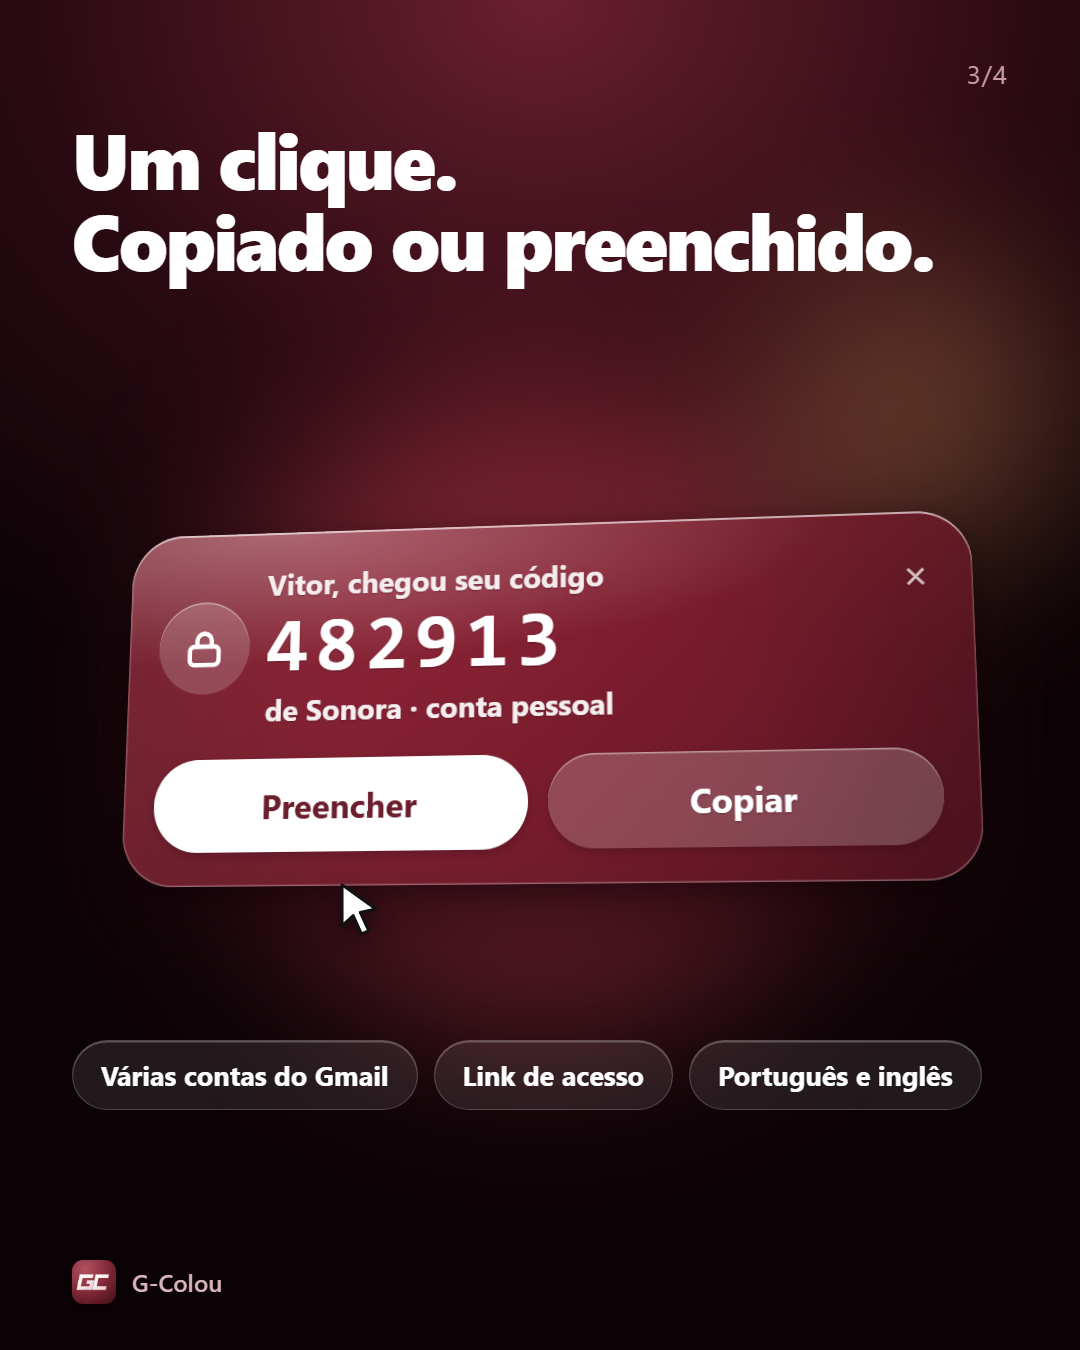 3/4
Um clique.
Copiado ou preenchido.
Vitor, chegou seu código
482913
de Sonora · conta pessoal
Preencher
Copiar
Várias contas do Gmail
Link de acesso
Português e inglês
GC
G-Colou